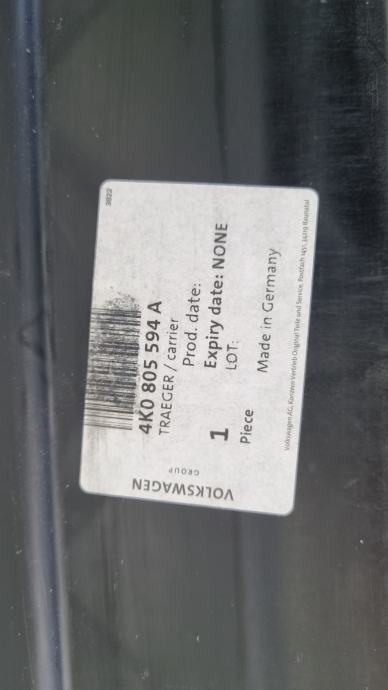 3822
4K0 805 594 A
TRAEGER / carrier
Prod. date:
Expiry date: NONE
LOT:
1
Piece
Made in Germany
Volkswagen AG, Konzern Vertrieb Original Teile und Service, Postfach 1451, 34219 Baunatal
VOLKSWAGEN
GROUP